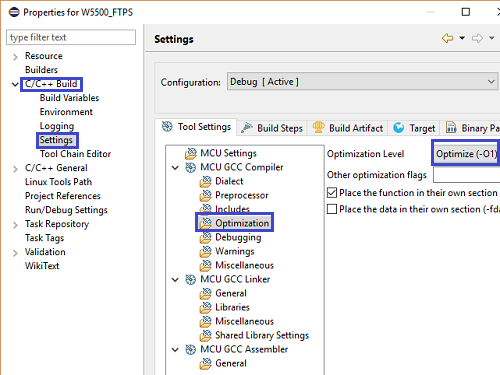 Properties for W5500_FTPS
type filter text
Resource
Builders
C/C++ Build
Build Variables
Environment
Logging
Settings
Tool Chain Editor
C/C++ General
Linux Tools Path
Project References
Run/Debug Settings
Task Repository
Task Tags
Validation
WikiText
Settings
Configuration: Debug [ Active ]
Tool Settings Build Steps Build Artifact Target Binary Pa
MCU Settings
MCU GCC Compiler
Dialect
Preprocessor
Includes
Optimization
Debugging
Warnings
Miscellaneous
MCU GCC Linker
General
Libraries
Miscellaneous
Shared Library Settings
MCU GCC Assembler
General
Optimization Level Optimize (-O1)
Other optimization flags
Place the function in their own section
Place the data in their own section (-fda